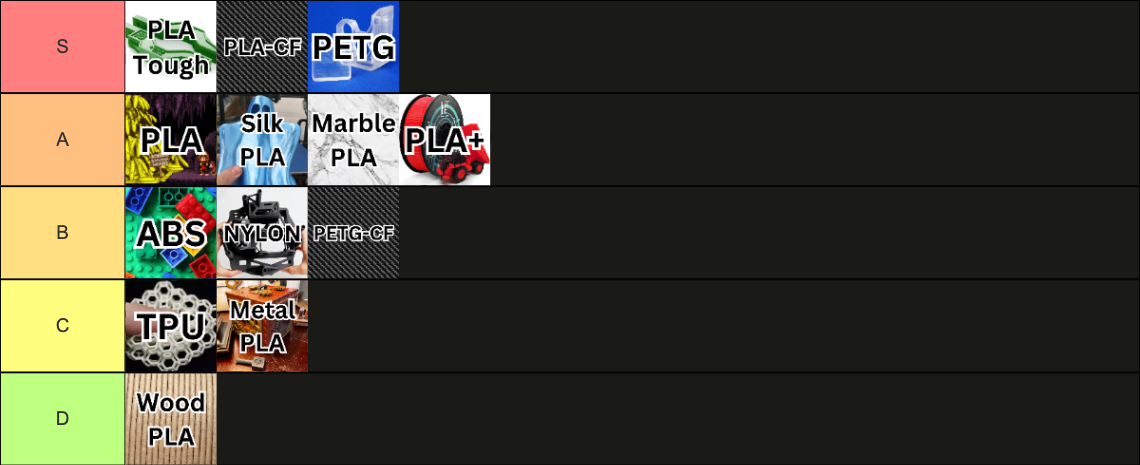 S
PLA
Tough
PLA-CF
PETG
A
PLA
Silk
PLA
Marble
PLA
PLA+
B
ABS
NYLON
PETG-CF
C
TPU
Metal
PLA
D
Wood
PLA